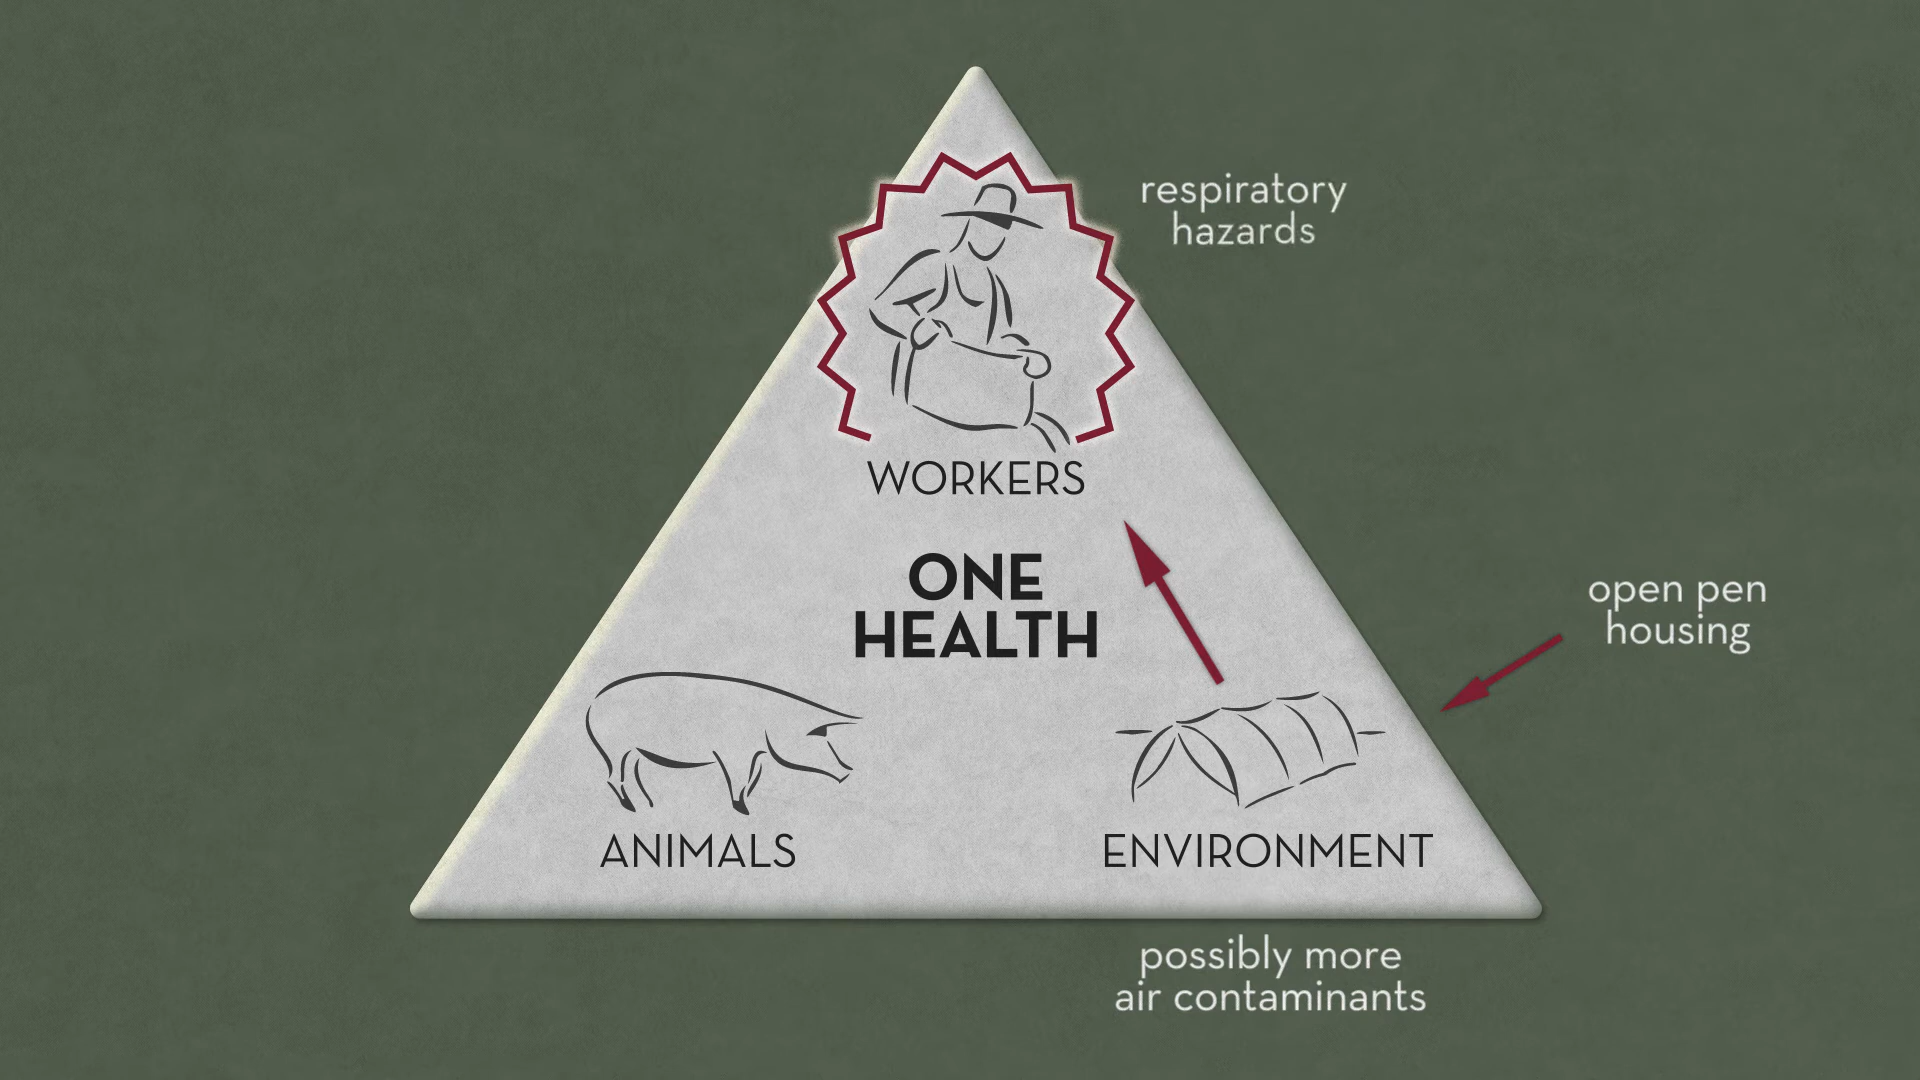 respiratory
hazards
WORKERS
ONE
HEALTH
open pen
housing
ANIMALS
ENVIRONMENT
possibly more
air contaminants